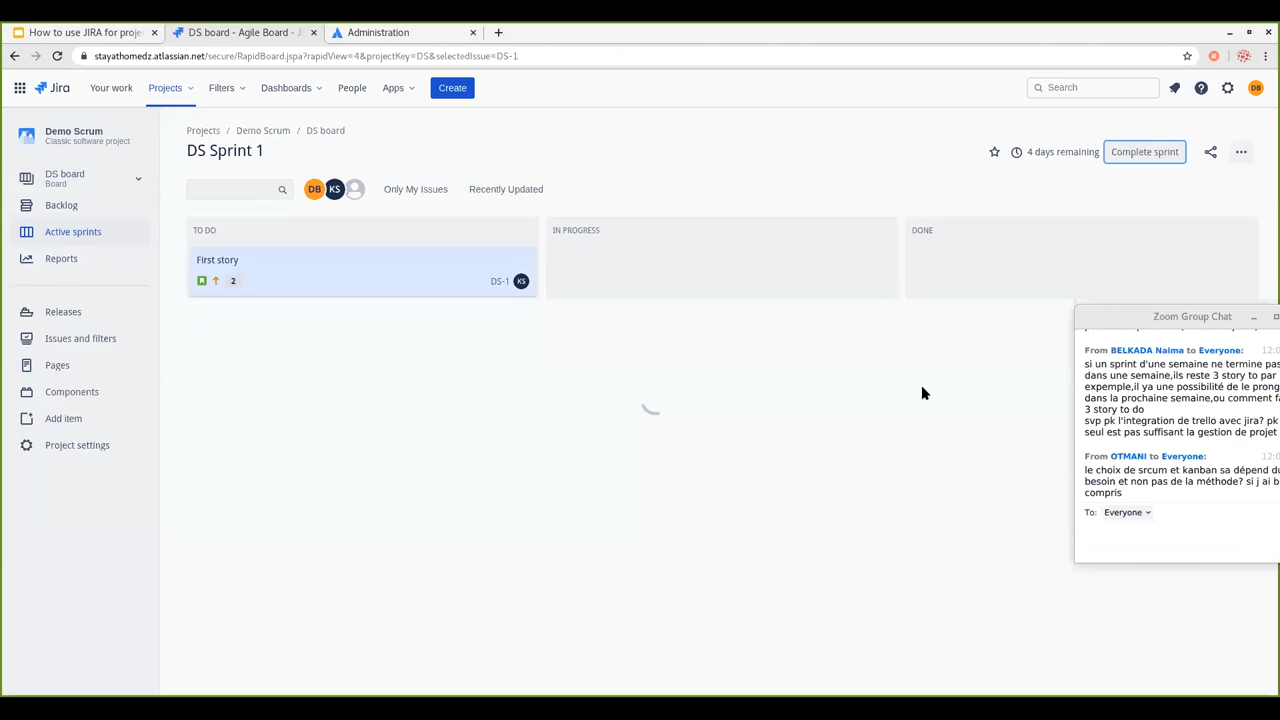 How to use JIRA for proje
DS board - Agile Board - Ji
Administration
stayathomedz.atlassian.net/secure/RapidBoard.jspa?rapidView=4&projectKey=DS&selectedIssue=DS-1
Jira
Your work
Projects
Filters
Dashboards
People
Apps
Create
Search
DB
Demo Scrum
Classic software project
DS board
Board
Backlog
Active sprints
Reports
Releases
Issues and filters
Pages
Components
Add item
Project settings
Projects / Demo Scrum / DS board
DS Sprint 1
4 days remaining
Complete sprint
DB
KS
Only My Issues
Recently Updated
TO DO
IN PROGRESS
DONE
First story
2
DS-1
KS
Zoom Group Chat
From BELKADA Naima to Everyone: 12:0
si un sprint d'une semaine ne termine pas
dans une semaine,ils reste 3 story to par
expemple,il ya une possibilité de le prong
dans la prochaine semaine,ou comment fa
3 story to do
svp pk l'integration de trello avec jira? pk
seul est pas suffisant la gestion de projet
From OTMANI to Everyone: 12:0
le choix de srcum et kanban sa dépend du
besoin et non pas de la méthode? si j ai b
compris
To: Everyone